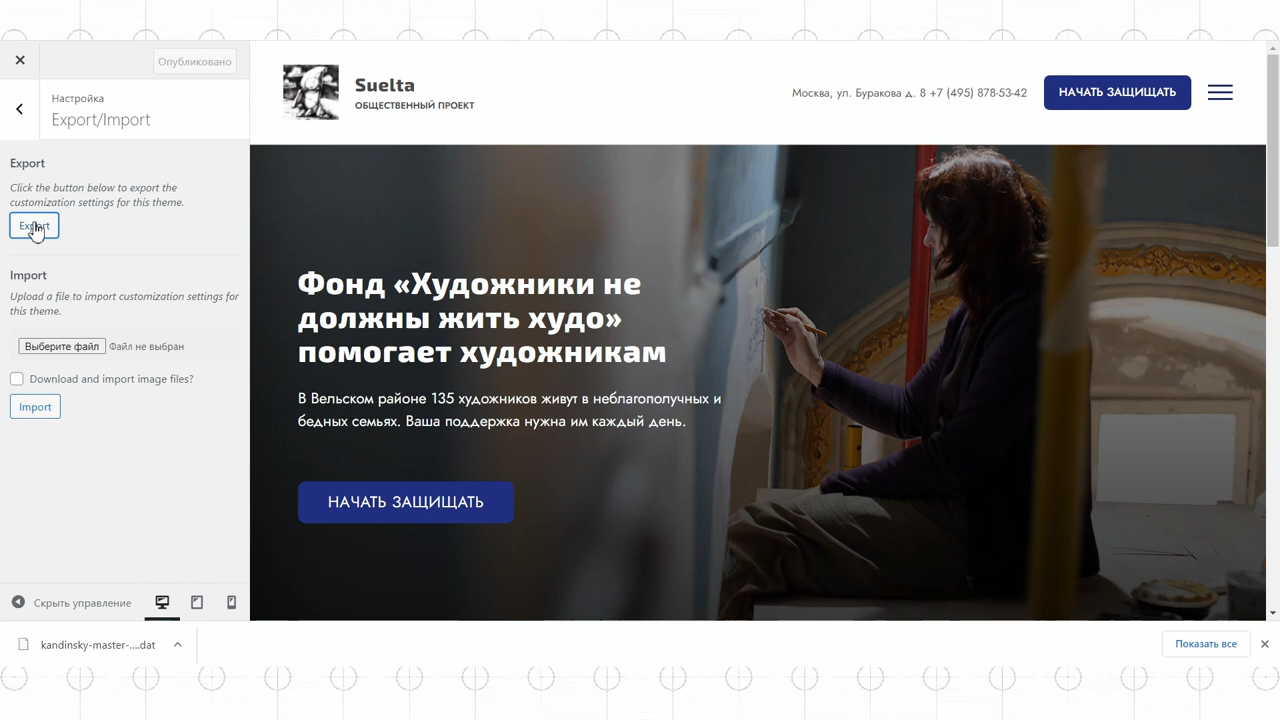 Опубликовано
Настройка
Export/Import
Export
Click the button below to export the
customization settings for this theme.
Export
Import
Upload a file to import customization settings for
this theme.
Выберите файл Файл не выбран
Download and import image files?
Import
Скрыть управление
Suelta
ОБЩЕСТВЕННЫЙ ПРОЕКТ
Москва, ул. Буракова д. 8 +7 (495) 878-53-42
НАЧАТЬ ЗАЩИЩАТЬ
Фонд «Художники не
должны жить худо»
помогает художникам
В Вельском районе 135 художников живут в неблагополучных и
бедных семьях. Ваша поддержка нужна им каждый день.
НАЧАТЬ ЗАЩИЩАТЬ
kandinsky-master-....dat
Показать все